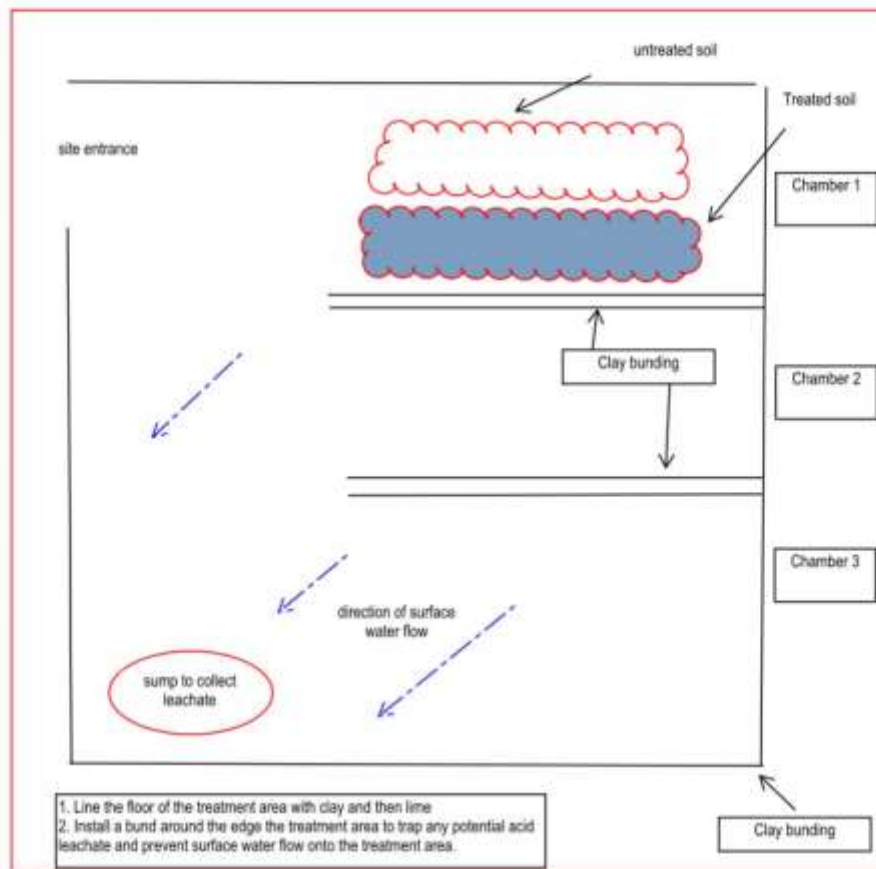 untreated soil
Treated soil
site entrance
Chamber 1
Clay bunding
Chamber 2
Chamber 3
direction of surface
water flow
sump to collect
leachate
1. Line the floor of the treatment area with clay and then lime
2. Install a bund around the edge the treatment area to trap any potential acid
leachate and prevent surface water flow onto the treatment area.
Clay bunding